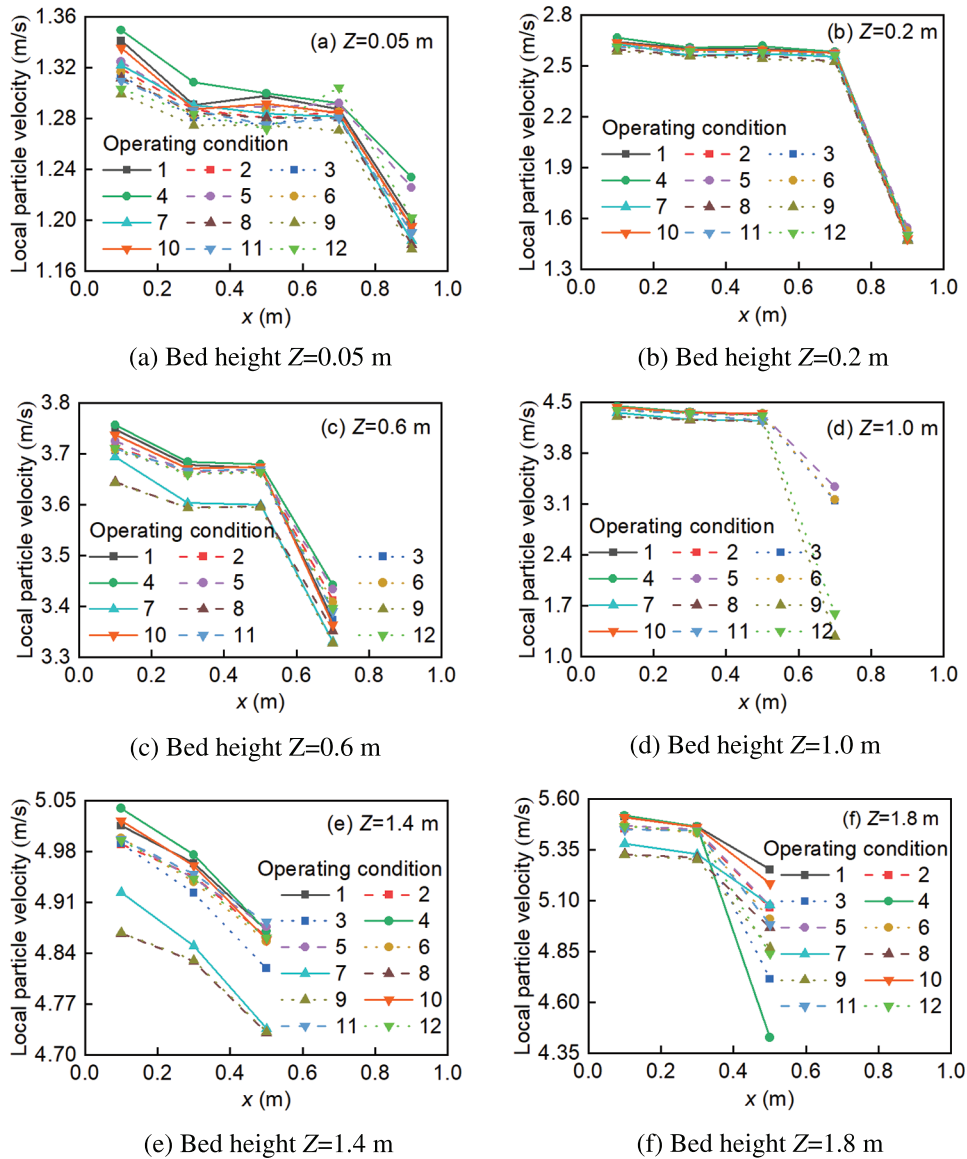 Local particle velocity (m/s)
1.36
1.32
1.28
1.24
1.20
1.16
(a) Z=0.05 m
Operating condition
1 2 3
4 5 6
7 8 9
10 11 12
0.0 0.2 0.4 0.6 0.8 1.0
x (m)
(a) Bed height Z=0.05 m
Local particle velocity (m/s)
2.8
2.5
2.2
1.9
1.6
1.3
(b) Z=0.2 m
Operating condition
1 2 3
4 5 6
7 8 9
10 11 12
0.0 0.2 0.4 0.6 0.8 1.0
x (m)
(b) Bed height Z=0.2 m
Local particle velocity (m/s)
3.8
3.7
3.6
3.5
3.4
3.3
(c) Z=0.6 m
Operating condition
1 2 3
4 5 6
7 8 9
10 11 12
0.0 0.2 0.4 0.6 0.8 1.0
x (m)
(c) Bed height Z=0.6 m
Local particle velocity (m/s)
4.5
3.8
3.1
2.4
1.7
1.0
(d) Z=1.0 m
Operating condition
1 2 3
4 5 6
7 8 9
10 11 12
0.0 0.2 0.4 0.6 0.8 1.0
x (m)
(d) Bed height Z=1.0 m
Local particle velocity (m/s)
5.05
4.98
4.91
4.84
4.77
4.70
(e) Z=1.4 m
Operating condition
1 2
3 4
5 6
7 8
9 10
11 12
0.0 0.2 0.4 0.6 0.8 1.0
x (m)
(e) Bed height Z=1.4 m
Local particle velocity (m/s)
5.60
5.35
5.10
4.85
4.60
4.35
(f) Z=1.8 m
Operating condition
1 2
3 4
5 6
7 8
9 10
11 12
0.0 0.2 0.4 0.6 0.8 1.0
x (m)
(f) Bed height Z=1.8 m